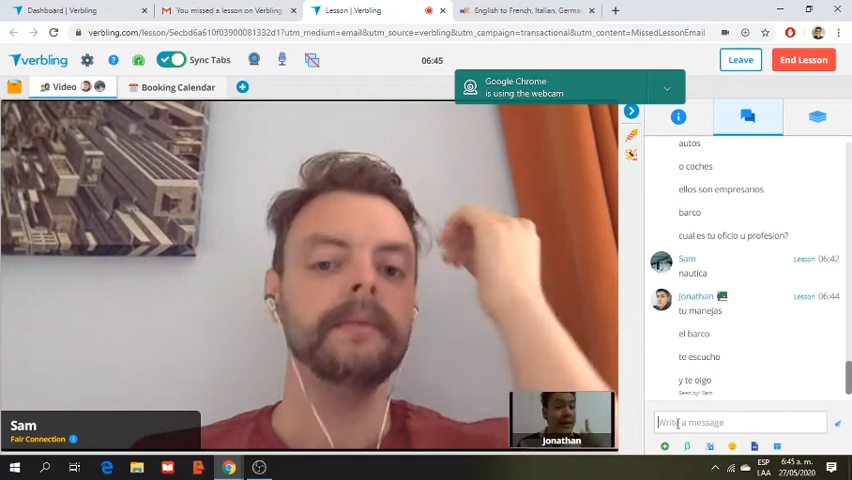 Dashboard | Verbling
You missed a lesson on Verbling
Lesson | Verbling
English to French, Italian, Germa
verbling.com/lesson/5ecbd6a610f03900081332d1?utm_medium=email&utm_source=verbling&utm_campaign=transactional&utm_content=MissedLessonEmail
verbling
Sync Tabs
06:45
Leave
End Lesson
Google Chrome
is using the webcam
Video
Booking Calendar
autos
o coches
ellos son empresarios
barco
cual es tu oficio u profesion?
Sam
Lesson 06:42
nautica
Jonathan
Lesson 06:44
tu manejas
el barco
te escucho
y te oigo
Seen by: Sam
Write a message
Sam
Fair Connection
Jonathan
ESP
LAA
6:45 a. m.
27/05/2020